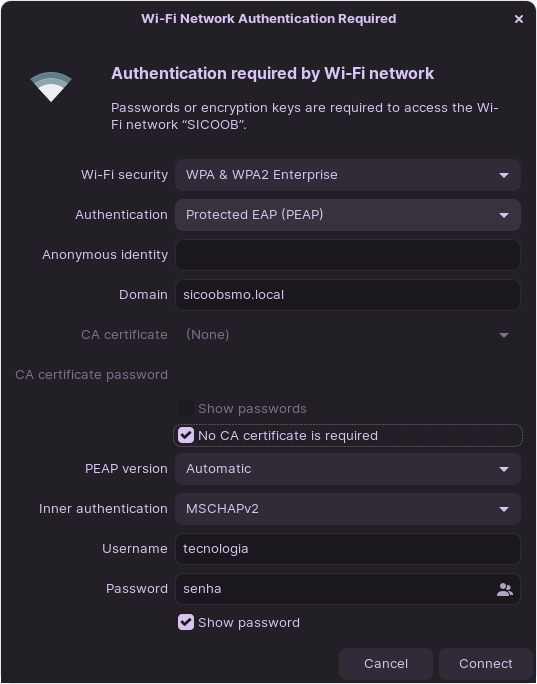 Wi-Fi Network Authentication Required
Authentication required by Wi-Fi network
Passwords or encryption keys are required to access the Wi-
Fi network “SICOOB”.
Wi-Fi security WPA & WPA2 Enterprise
Authentication Protected EAP (PEAP)
Anonymous identity
Domain sicoobsmo.local
CA certificate (None)
CA certificate password
Show passwords
No CA certificate is required
PEAP version Automatic
Inner authentication MSCHAPv2
Username tecnologia
Password senha
Show password
Cancel Connect